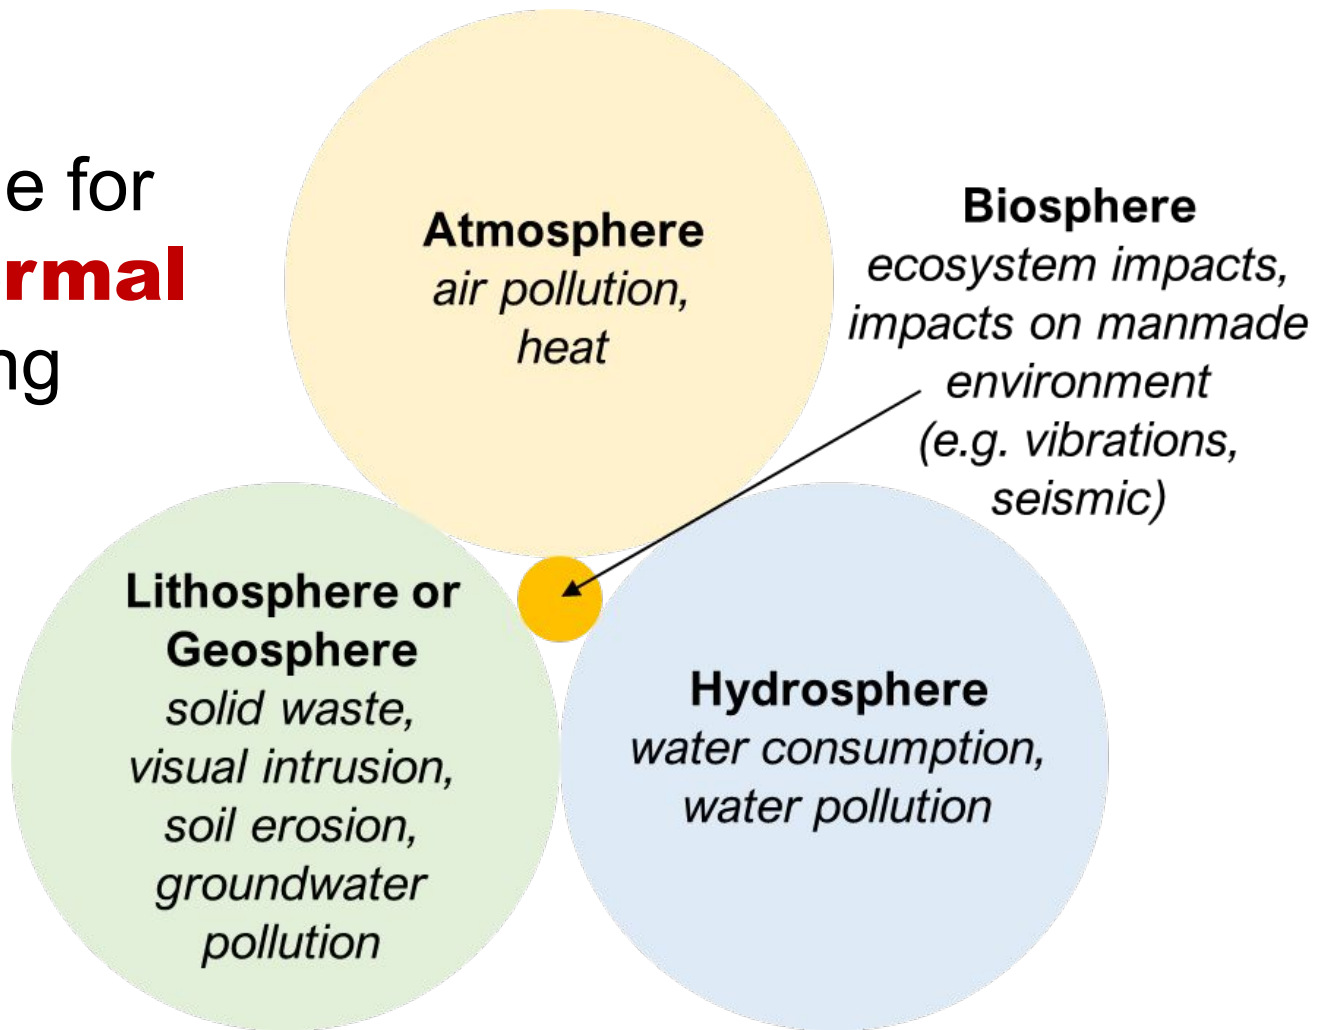 e for
rmal
ng
Atmosphere
air pollution,
heat
Biosphere
ecosystem impacts,
impacts on manmade
environment
(e.g. vibrations,
seismic)
Lithosphere or
Geosphere
solid waste,
visual intrusion,
soil erosion,
groundwater
pollution
Hydrosphere
water consumption,
water pollution